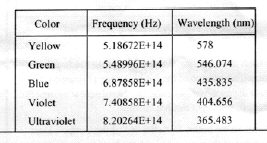 Color Frequency (Hz) Wavelength (nm)
Yellow 5.18672E+14 578
Green 5.48996E+14 546.074
Blue 6.87858E+14 435.835
Violet 7.40858E+14 404.656
Ultraviolet 8.20264E+14 365.483